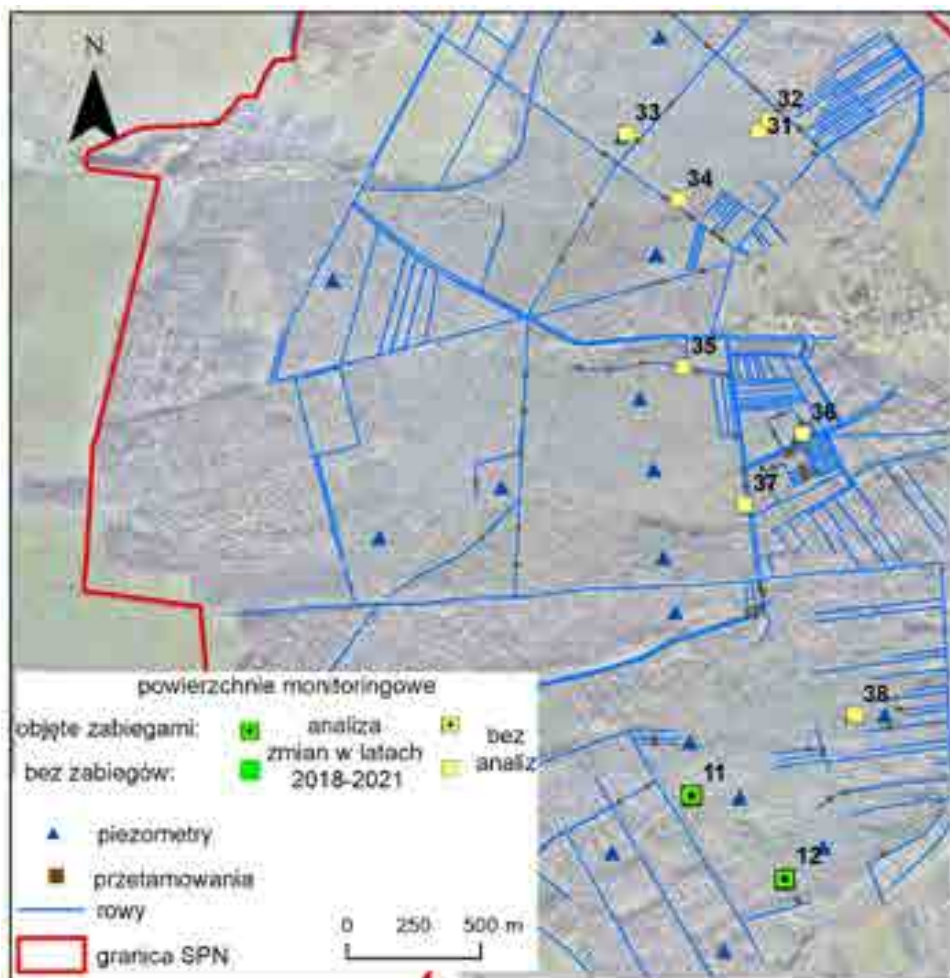 N
32
33
31
34
35
36
37
38
11
12
powierzchnie monitoringowe
objęte zabiegami:
analiza
zmian w latach
2018-2021
bez
analiz
bez zabiegów:
piezometry
przetamowania
rowy
granica SPN
0 250 500 m